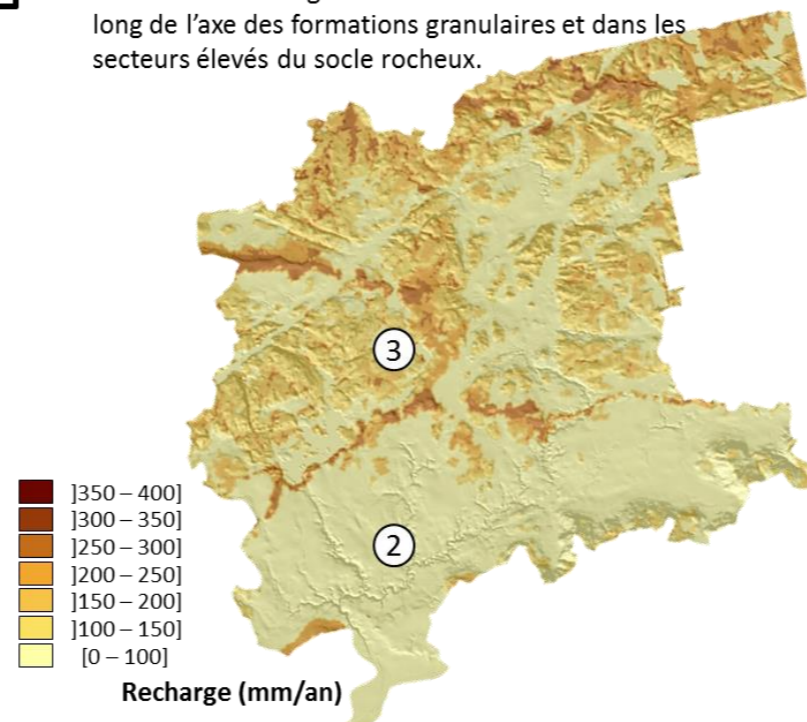 long de l’axe des formations granulaires et dans les
secteurs élevés du socle rocheux.
3
2
]350 – 400]
]300 – 350]
]250 – 300]
]200 – 250]
]150 – 200]
]100 – 150]
[0 – 100]
Recharge (mm/an)